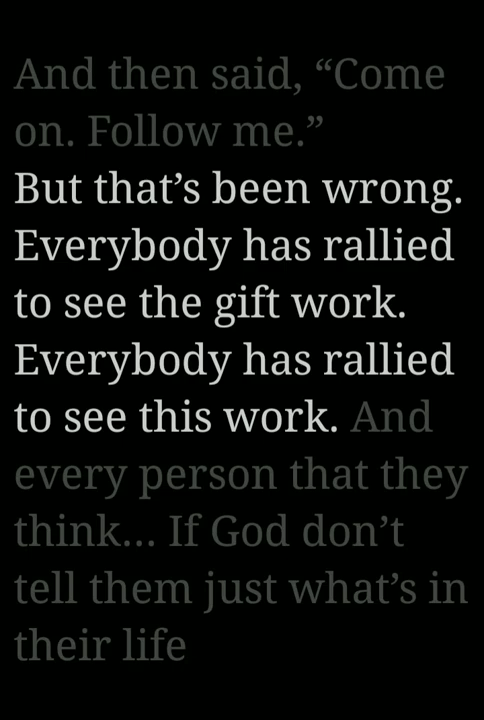 And then said, “Come
on. Follow me.”
But that’s been wrong.
Everybody has rallied
to see the gift work.
Everybody has rallied
to see this work. And
every person that they
think... If God don’t
tell them just what’s in
their life